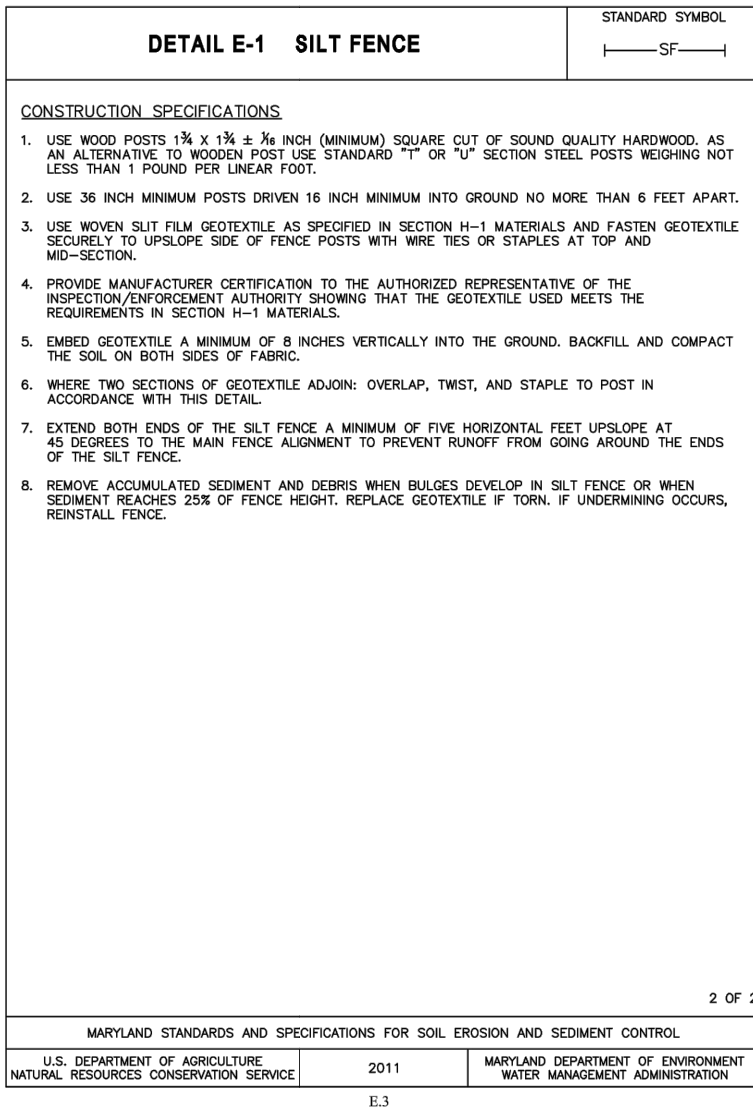 DETAIL E-1 SILT FENCE
STANDARD SYMBOL
SF
CONSTRUCTION SPECIFICATIONS
1. USE WOOD POSTS 1¾ X 1¾ ± 1⁄16 INCH (MINIMUM) SQUARE CUT OF SOUND QUALITY HARDWOOD. AS
AN ALTERNATIVE TO WOODEN POST USE STANDARD "T" OR "U" SECTION STEEL POSTS WEIGHING NOT
LESS THAN 1 POUND PER LINEAR FOOT.
2. USE 36 INCH MINIMUM POSTS DRIVEN 16 INCH MINIMUM INTO GROUND NO MORE THAN 6 FEET APART.
3. USE WOVEN SLIT FILM GEOTEXTILE AS SPECIFIED IN SECTION H-1 MATERIALS AND FASTEN GEOTEXTILE
SECURELY TO UPSLOPE SIDE OF FENCE POSTS WITH WIRE TIES OR STAPLES AT TOP AND
MID-SECTION.
4. PROVIDE MANUFACTURER CERTIFICATION TO THE AUTHORIZED REPRESENTATIVE OF THE
INSPECTION/ENFORCEMENT AUTHORITY SHOWING THAT THE GEOTEXTILE USED MEETS THE
REQUIREMENTS IN SECTION H-1 MATERIALS.
5. EMBED GEOTEXTILE A MINIMUM OF 8 INCHES VERTICALLY INTO THE GROUND. BACKFILL AND COMPACT
THE SOIL ON BOTH SIDES OF FABRIC.
6. WHERE TWO SECTIONS OF GEOTEXTILE ADJOIN: OVERLAP, TWIST, AND STAPLE TO POST IN
ACCORDANCE WITH THIS DETAIL.
7. EXTEND BOTH ENDS OF THE SILT FENCE A MINIMUM OF FIVE HORIZONTAL FEET UPSLOPE AT
45 DEGREES TO THE MAIN FENCE ALIGNMENT TO PREVENT RUNOFF FROM GOING AROUND THE ENDS
OF THE SILT FENCE.
8. REMOVE ACCUMULATED SEDIMENT AND DEBRIS WHEN BULGES DEVELOP IN SILT FENCE OR WHEN
SEDIMENT REACHES 25% OF FENCE HEIGHT. REPLACE GEOTEXTILE IF TORN. IF UNDERMINING OCCURS,
REINSTALL FENCE.
2 OF 2
MARYLAND STANDARDS AND SPECIFICATIONS FOR SOIL EROSION AND SEDIMENT CONTROL
U.S. DEPARTMENT OF AGRICULTURE
NATURAL RESOURCES CONSERVATION SERVICE
2011
MARYLAND DEPARTMENT OF ENVIRONMENT
WATER MANAGEMENT ADMINISTRATION
E.3